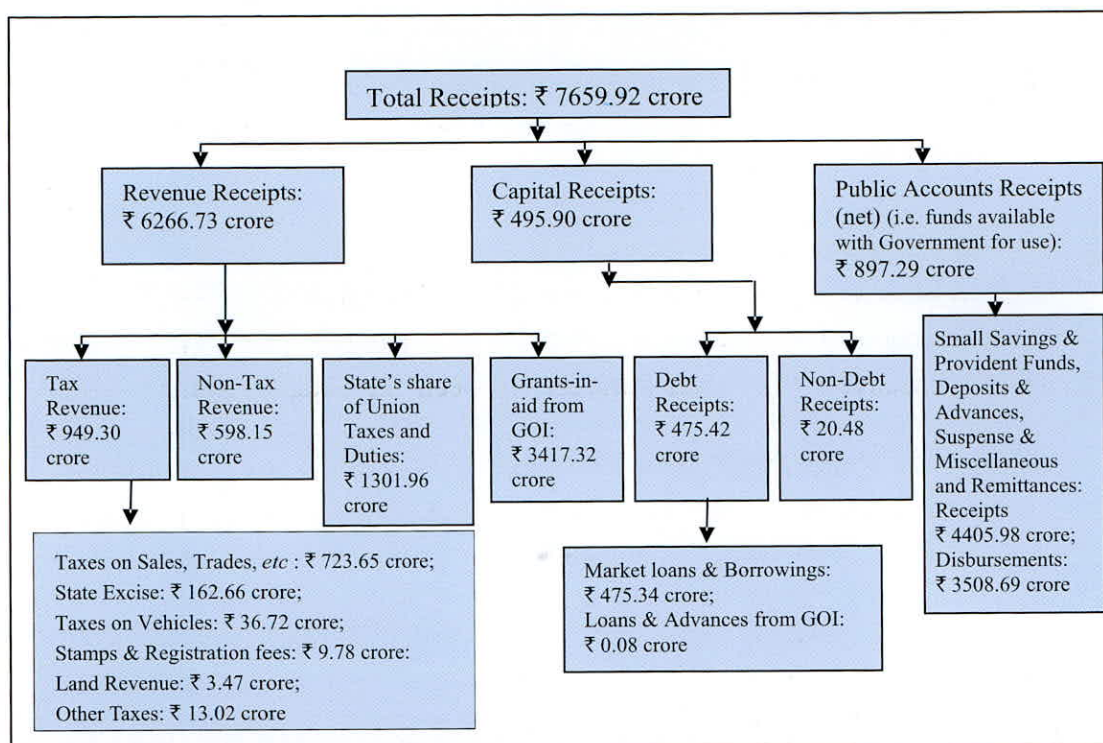 Total Receipts: ₹ 7659.92 crore
Revenue Receipts:
₹ 6266.73 crore
Capital Receipts:
₹ 495.90 crore
Public Accounts Receipts
(net) (i.e. funds available
with Government for use):
₹ 897.29 crore
Tax
Revenue:
₹ 949.30
crore
Non-Tax
Revenue:
₹ 598.15
crore
State's share
of Union
Taxes and
Duties:
₹ 1301.96
crore
Grants-in-
aid from
GOI:
₹ 3417.32
crore
Debt
Receipts:
₹ 475.42
crore
Non-Debt
Receipts:
₹ 20.48
crore
Small Savings &
Provident Funds,
Deposits &
Advances,
Suspense &
Miscellaneous
and Remittances:
Receipts
₹ 4405.98 crore;
Disbursements:
₹ 3508.69 crore
Taxes on Sales, Trades, etc : ₹ 723.65 crore;
State Excise: ₹ 162.66 crore;
Taxes on Vehicles: ₹ 36.72 crore;
Stamps & Registration fees: ₹ 9.78 crore:
Land Revenue: ₹ 3.47 crore;
Other Taxes: ₹ 13.02 crore
Market loans & Borrowings:
₹ 475.34 crore;
Loans & Advances from GOI:
₹ 0.08 crore